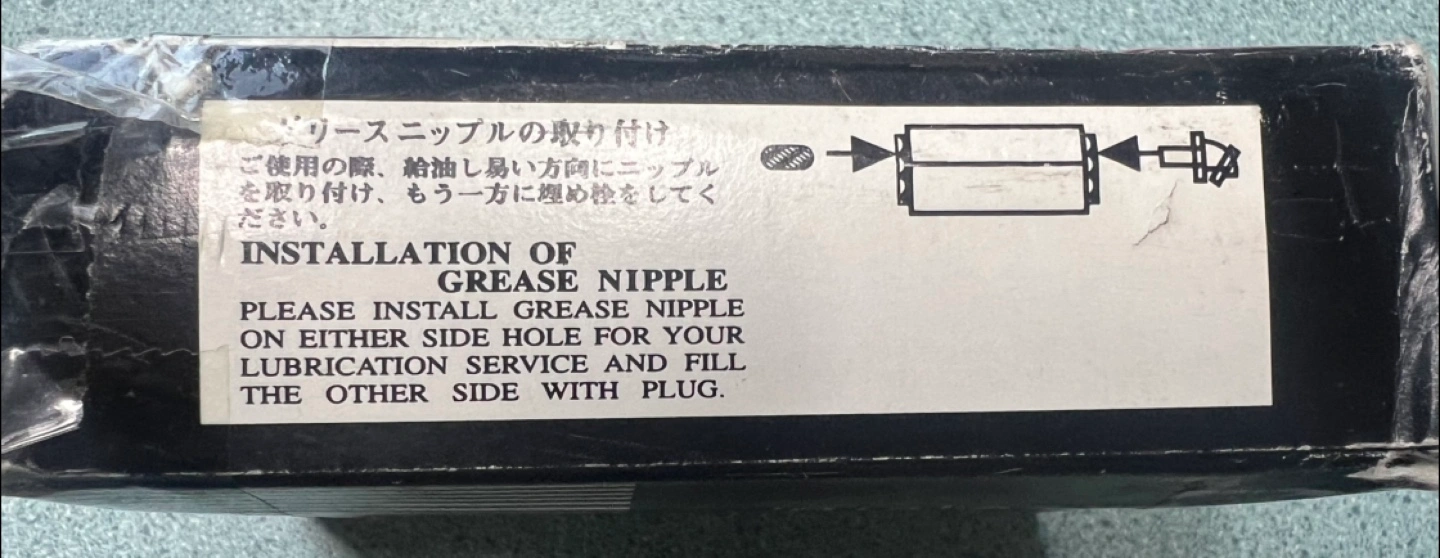 グリースニップルの取り付け
ご使用の際、給油し易い方向にニップル
を取り付け、もう一方に埋め栓をしてく
ださい。
INSTALLATION OF
GREASE NIPPLE
PLEASE INSTALL GREASE NIPPLE
ON EITHER SIDE HOLE FOR YOUR
LUBRICATION SERVICE AND FILL
THE OTHER SIDE WITH PLUG.